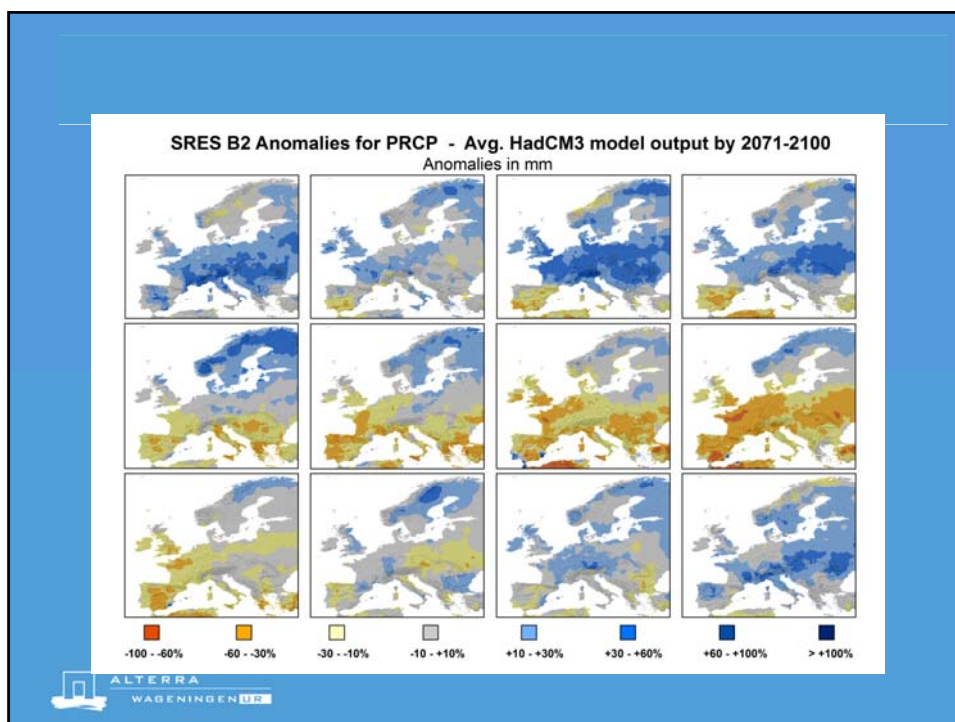 SRES B2 Anomalies for PRCP - Avg. HadCM3 model output by 2071-2100
Anomalies in mm
-100 - -60% -60 - -30% -30 - -10% -10 - +10% +10 - +30% +30 - +60% +60 - +100% > +100%
ALTERRA
WAGENINGEN UR